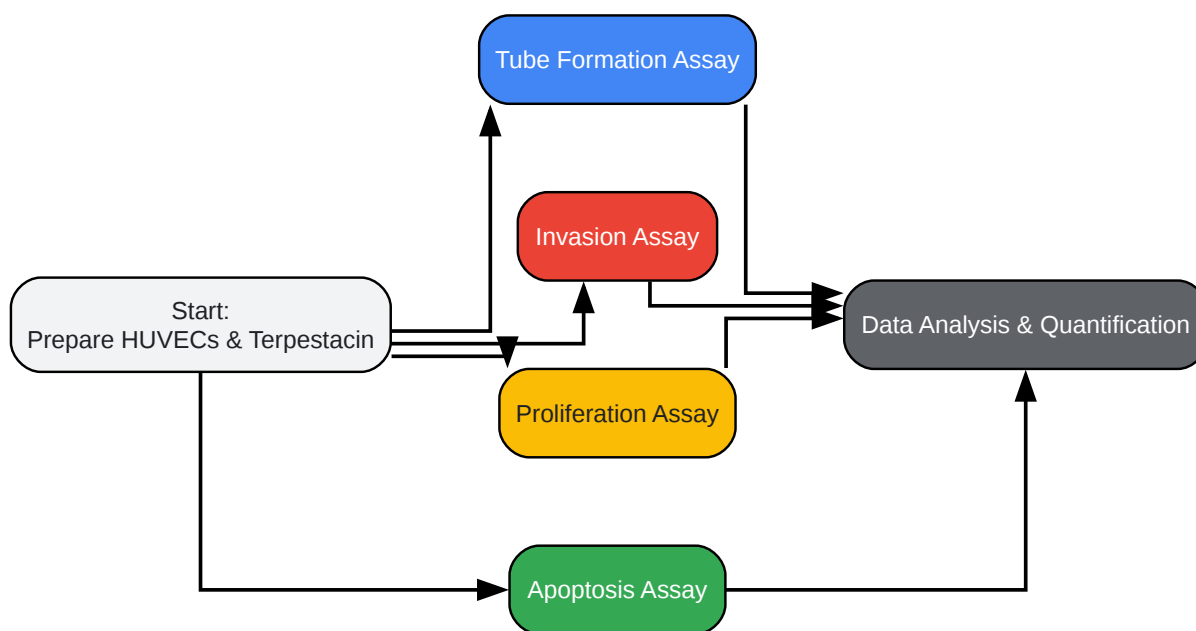 Tube Formation Assay
Invasion Assay
Start:
Prepare HUVECs & Terpestacin
Data Analysis & Quantification
Proliferation Assay
Apoptosis Assay